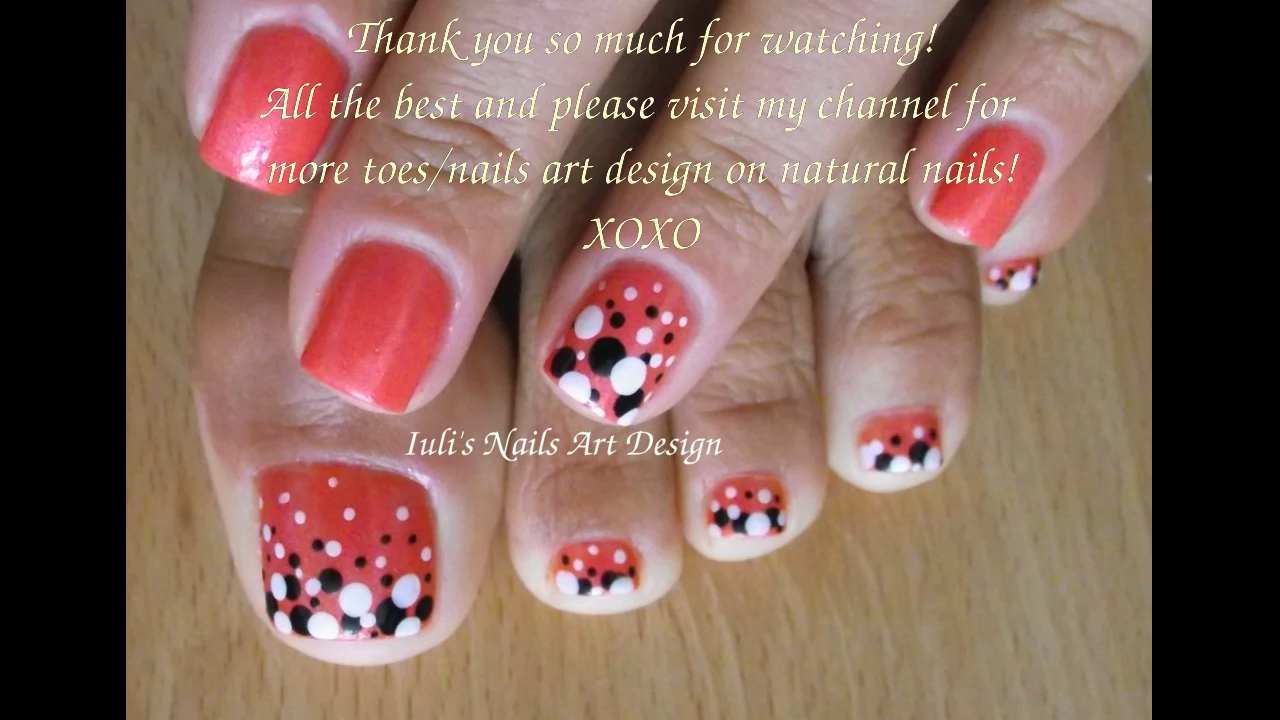 Thank you so much for watching!
All the best and please visit my channel for
more toes/nails art design on natural nails!
XOXO
Iuli's Nails Art Design